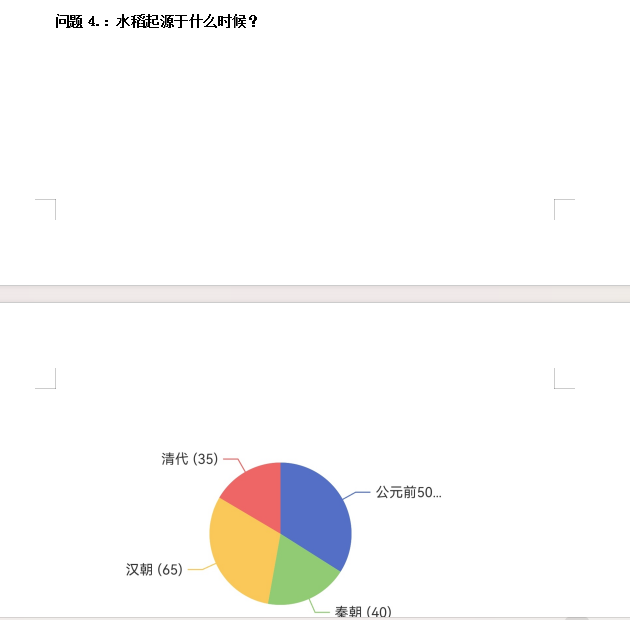 问题 4.：水稻起源于什么时候？
清代 (35)
公元前50...
汉朝 (65)
秦朝 (40)